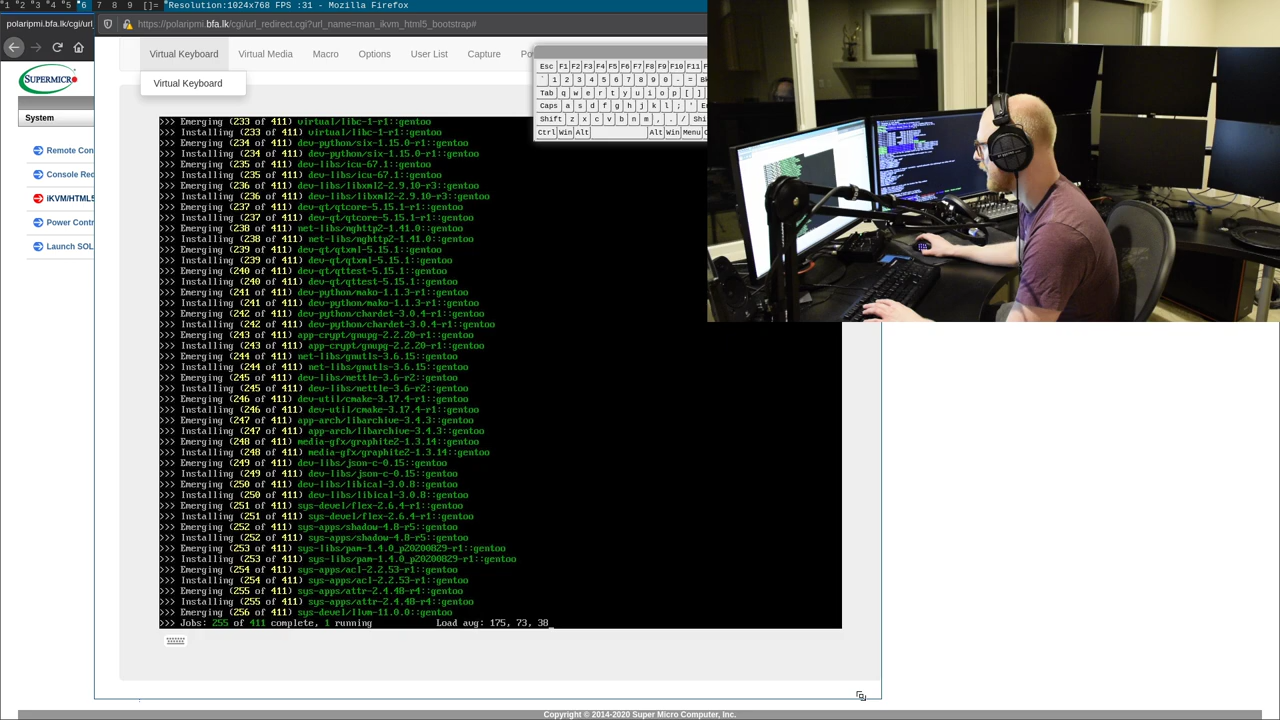 1 2 3 4 5 6 7 8 9 []= Resolution:1024x768 FPS :31 - Mozilla Firefox
polaripmi.bfa.lk/cgi/url
https://polaripmi.bfa.lk/cgi/url_redirect.cgi?url_name=man_ikvm_html5_bootstrap#
Virtual Keyboard Virtual Media Macro Options User List Capture Po
Virtual Keyboard
SUPERMICRO
System
Remote Con
Console Red
iKVM/HTML5
Power Contr
Launch SOL
Esc F1 F2 F3 F4 F5 F6 F7 F8 F9 F10 F11 F
` 1 2 3 4 5 6 7 8 9 0 - = B
Tab q w e r t y u i o p [ ]
Caps a s d f g h j k l ; ' E
Shift z x c v b n m , . / Shi
Ctrl Win Alt Alt Win Menu C
>>> Emerging (233 of 411) virtual/libc-1-r1::gentoo
>>> Installing (233 of 411) virtual/libc-1-r1::gentoo
>>> Emerging (234 of 411) dev-python/six-1.15.0-r1::gentoo
>>> Installing (234 of 411) dev-python/six-1.15.0-r1::gentoo
>>> Emerging (235 of 411) dev-libs/icu-67.1::gentoo
>>> Installing (235 of 411) dev-libs/icu-67.1::gentoo
>>> Emerging (236 of 411) dev-libs/libxml2-2.9.10-r3::gentoo
>>> Installing (236 of 411) dev-libs/libxml2-2.9.10-r3::gentoo
>>> Emerging (237 of 411) dev-qt/qtcore-5.15.1-r1::gentoo
>>> Installing (237 of 411) dev-qt/qtcore-5.15.1-r1::gentoo
>>> Emerging (238 of 411) net-libs/nghttp2-1.41.0::gentoo
>>> Installing (238 of 411) net-libs/nghttp2-1.41.0::gentoo
>>> Emerging (239 of 411) dev-qt/qtxml-5.15.1::gentoo
>>> Installing (239 of 411) dev-qt/qtxml-5.15.1::gentoo
>>> Emerging (240 of 411) dev-qt/qttest-5.15.1::gentoo
>>> Installing (240 of 411) dev-qt/qttest-5.15.1::gentoo
>>> Emerging (241 of 411) dev-python/mako-1.1.3-r1::gentoo
>>> Installing (241 of 411) dev-python/mako-1.1.3-r1::gentoo
>>> Emerging (242 of 411) dev-python/chardet-3.0.4-r1::gentoo
>>> Installing (242 of 411) dev-python/chardet-3.0.4-r1::gentoo
>>> Emerging (243 of 411) app-crypt/gnupg-2.2.20-r1::gentoo
>>> Installing (243 of 411) app-crypt/gnupg-2.2.20-r1::gentoo
>>> Emerging (244 of 411) net-libs/gnutls-3.6.15::gentoo
>>> Installing (244 of 411) net-libs/gnutls-3.6.15::gentoo
>>> Emerging (245 of 411) dev-libs/nettle-3.6-r2::gentoo
>>> Installing (245 of 411) dev-libs/nettle-3.6-r2::gentoo
>>> Emerging (246 of 411) dev-util/cmake-3.17.4-r1::gentoo
>>> Installing (246 of 411) dev-util/cmake-3.17.4-r1::gentoo
>>> Emerging (247 of 411) app-arch/libarchive-3.4.3::gentoo
>>> Installing (247 of 411) app-arch/libarchive-3.4.3::gentoo
>>> Emerging (248 of 411) media-gfx/graphite2-1.3.14::gentoo
>>> Installing (248 of 411) media-gfx/graphite2-1.3.14::gentoo
>>> Emerging (249 of 411) dev-libs/json-c-0.15::gentoo
>>> Installing (249 of 411) dev-libs/json-c-0.15::gentoo
>>> Emerging (250 of 411) dev-libs/libical-3.0.8::gentoo
>>> Installing (250 of 411) dev-libs/libical-3.0.8::gentoo
>>> Emerging (251 of 411) sys-devel/flex-2.6.4-r1::gentoo
>>> Installing (251 of 411) sys-devel/flex-2.6.4-r1::gentoo
>>> Emerging (252 of 411) sys-apps/shadow-4.8-r5::gentoo
>>> Installing (252 of 411) sys-apps/shadow-4.8-r5::gentoo
>>> Emerging (253 of 411) sys-libs/pam-1.4.0_p20200829-r1::gentoo
>>> Installing (253 of 411) sys-libs/pam-1.4.0_p20200829-r1::gentoo
>>> Emerging (254 of 411) sys-apps/acl-2.2.53-r1::gentoo
>>> Installing (254 of 411) sys-apps/acl-2.2.53-r1::gentoo
>>> Emerging (255 of 411) sys-apps/attr-2.4.48-r4::gentoo
>>> Installing (255 of 411) sys-apps/attr-2.4.48-r4::gentoo
>>> Emerging (256 of 411) sys-devel/llvm-11.0.0::gentoo
>>> Jobs: 255 of 411 complete, 1 running Load avg: 175, 73, 38_
Copyright © 2014-2020 Super Micro Computer, Inc.